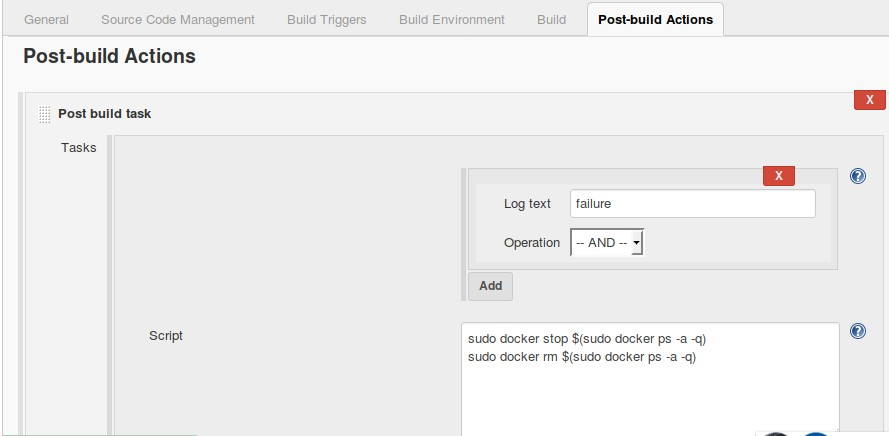 General Source Code Management Build Triggers Build Environment Build Post-build Actions
Post-build Actions
X
Post build task
Tasks
X
?
Log text failure
Operation -- AND --
Add
Script
?
sudo docker stop $(sudo docker ps -a -q)
sudo docker rm $(sudo docker ps -a -q)